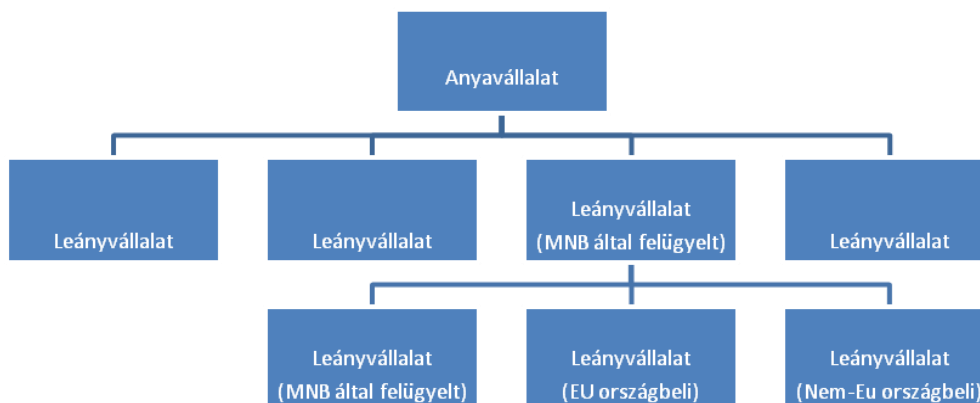 Anyavállalat
Leányvállalat
Leányvállalat
Leányvállalat
(MNB által felügyelt)
Leányvállalat
Leányvállalat
(MNB által felügyelt)
Leányvállalat
(EU országbeli)
Leányvállalat
(Nem-Eu országbeli)